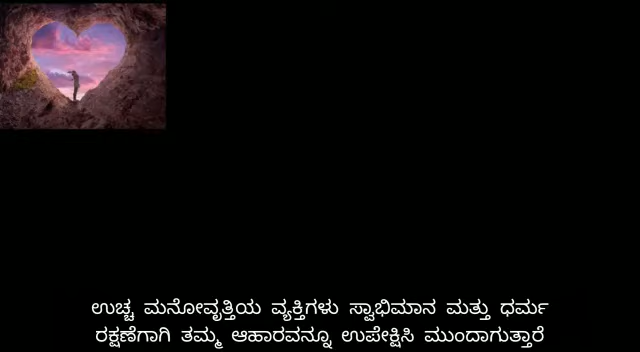 ಉಚ್ಚ ಮನೋವೃತ್ತಿಯ ವ್ಯಕ್ತಿಗಳು ಸ್ವಾಭಿಮಾನ ಮತ್ತು ಧರ್ಮ
ರಕ್ಷಣೆಗಾಗಿ ತಮ್ಮ ಆಹಾರವನ್ನೂ ಉಪೇಕ್ಷಿಸಿ ಮುಂದಾಗುತ್ತಾರೆ